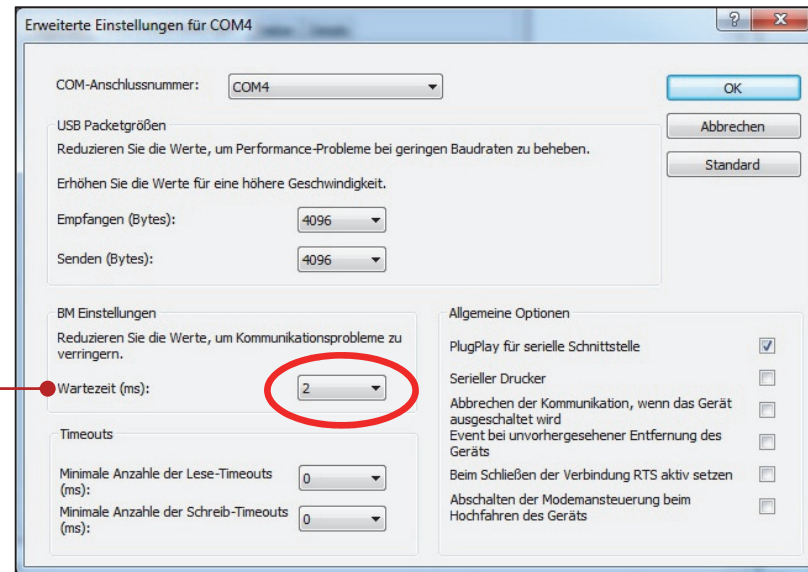 Erweiterte Einstellungen für COM4
COM-Anschlussnummer:
COM4
OK
Abbrechen
Standard
USB Packetgrößen
Reduzieren Sie die Werte, um Performance-Probleme bei geringen Baudraten zu beheben.
Erhöhen Sie die Werte für eine höhere Geschwindigkeit.
Empfangen (Bytes):
4096
Senden (Bytes):
4096
BM Einstellungen
Reduzieren Sie die Werte, um Kommunikationsprobleme zu
verringern.
Wartezeit (ms):
2
Timeouts
Minimale Anzahle der Lese-Timeouts
(ms):
0
Minimale Anzahle der Schreib-Timeouts
(ms):
0
Allgemeine Optionen
PlugPlay für serielle Schnittstelle
Serieller Drucker
Abbrechen der Kommunikation, wenn das Gerät
ausgeschaltet wird
Event bei unvorhergesehener Entfernung des
Geräts
Beim Schließen der Verbindung RTS aktiv setzen
Abschalten der Modemansteuerung beim
Hochfahren des Geräts